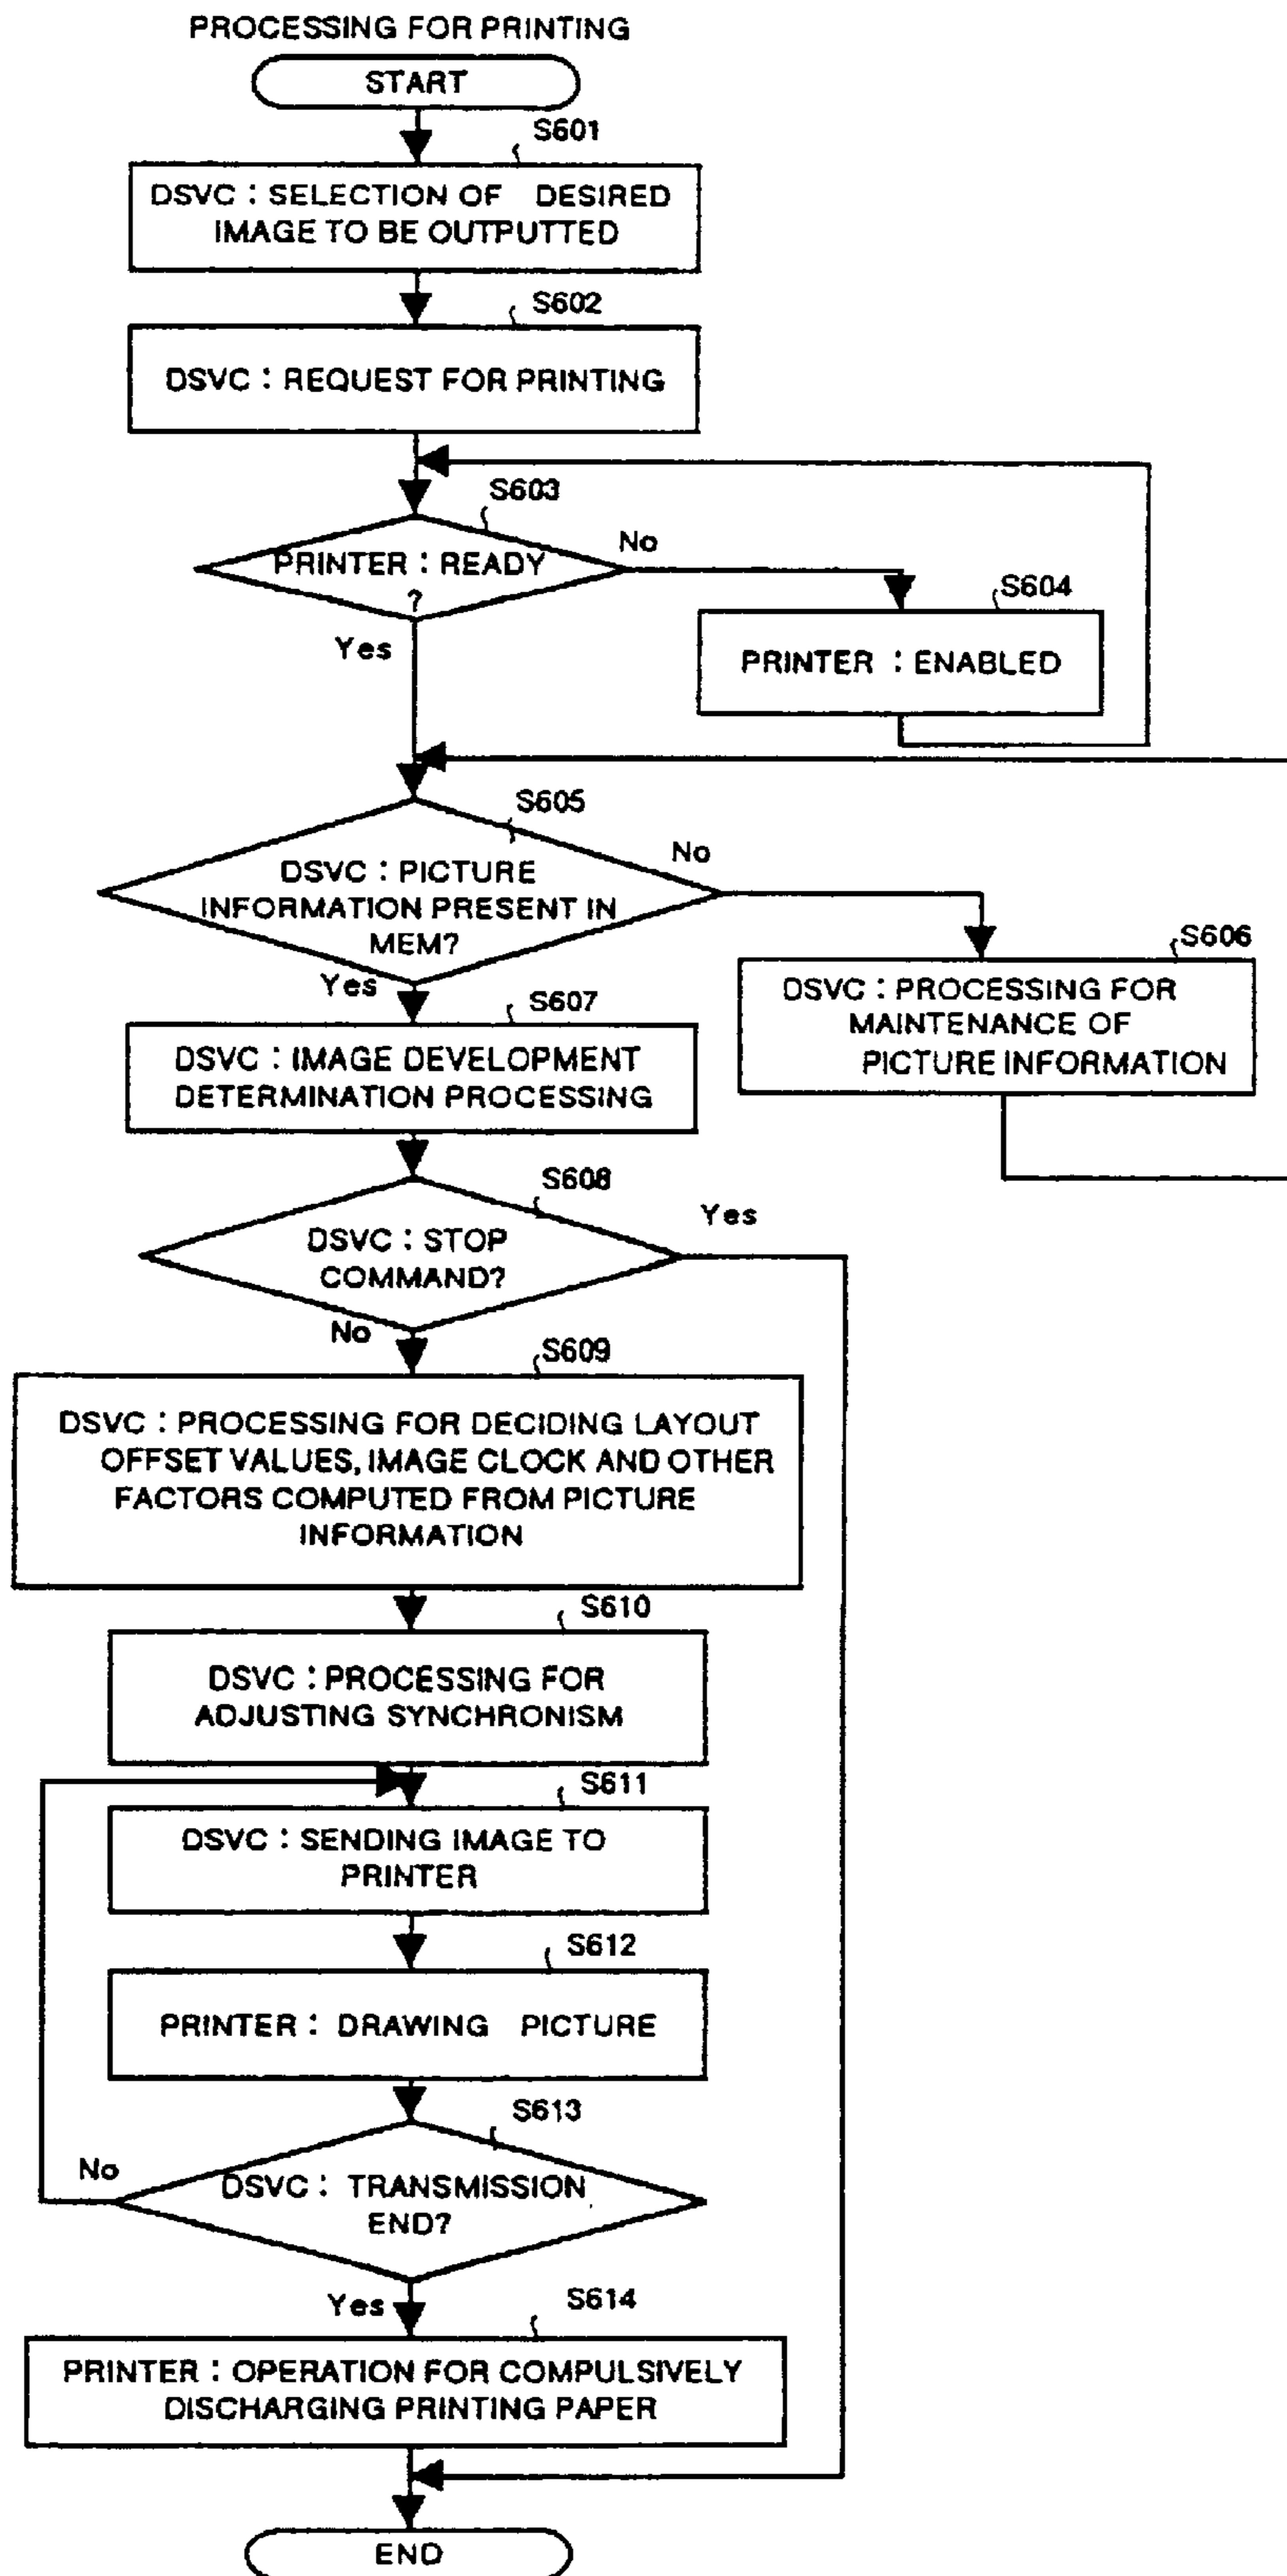 PROCESSING FOR PRINTING
START
S601
DSVC : SELECTION OF DESIRED
IMAGE TO BE OUTPUTTED
S602
DSVC : REQUEST FOR PRINTING
S603
PRINTER : READY
?
No
Yes
S604
PRINTER : ENABLED
S605
DSVC : PICTURE
INFORMATION PRESENT IN
MEM?
No
Yes
S606
DSVC : PROCESSING FOR
MAINTENANCE OF
PICTURE INFORMATION
S607
DSVC : IMAGE DEVELOPMENT
DETERMINATION PROCESSING
S608
DSVC : STOP
COMMAND?
Yes
No
S609
DSVC : PROCESSING FOR DECIDING LAYOUT
OFFSET VALUES, IMAGE CLOCK AND OTHER
FACTORS COMPUTED FROM PICTURE
INFORMATION
S610
DSVC : PROCESSING FOR
ADJUSTING SYNCHRONISM
S611
DSVC : SENDING IMAGE TO
PRINTER
S612
PRINTER : DRAWING PICTURE
S613
DSVC : TRANSMISSION
END?
No
Yes
S614
PRINTER : OPERATION FOR COMPULSIVELY
DISCHARGING PRINTING PAPER
END